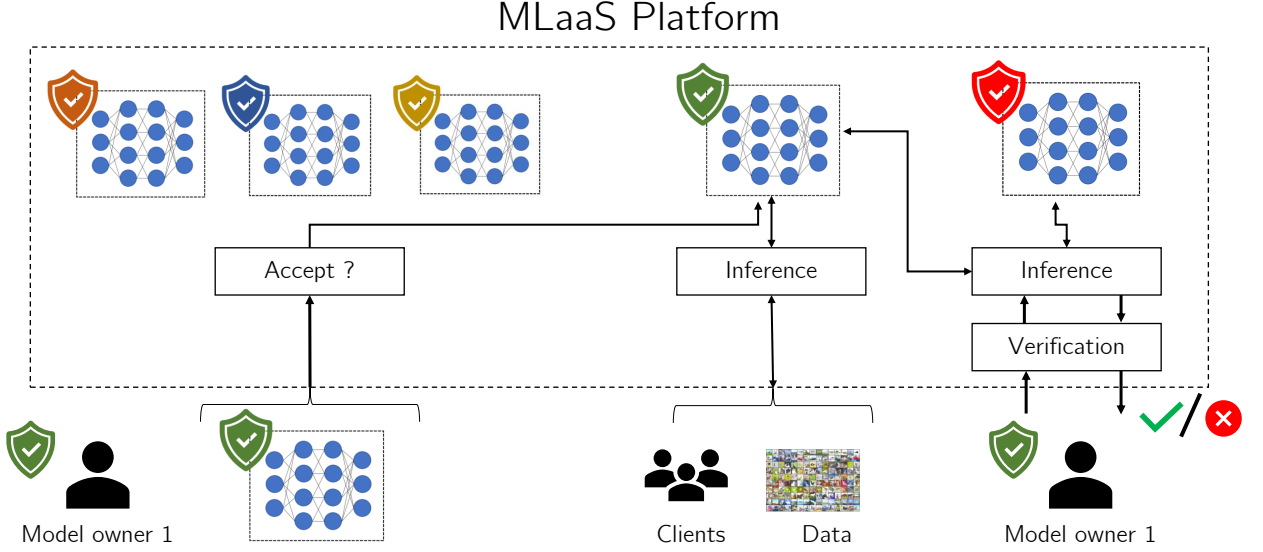 MLaaS Platform
Accept ?
Inference
Inference
Verification
Model owner 1
Clients
Data
Model owner 1